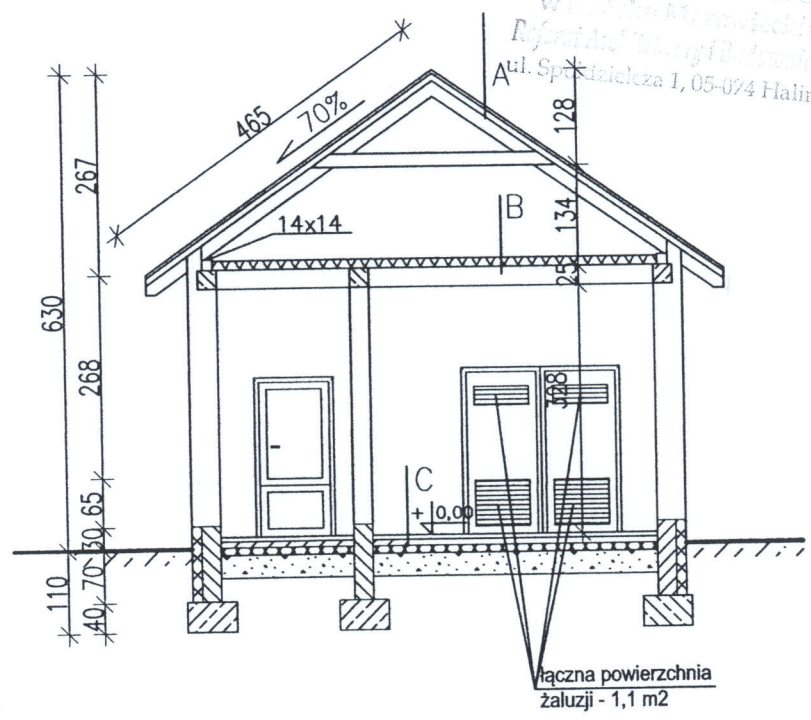 ul. Spółdzielcza 1, 05-074 Halin
A
465
70%
128
267
134
B
14x14
25
630
268
328
C
65
+ 0,00
30
110
70
40
łączna powierzchnia
żaluzji - 1,1 m2